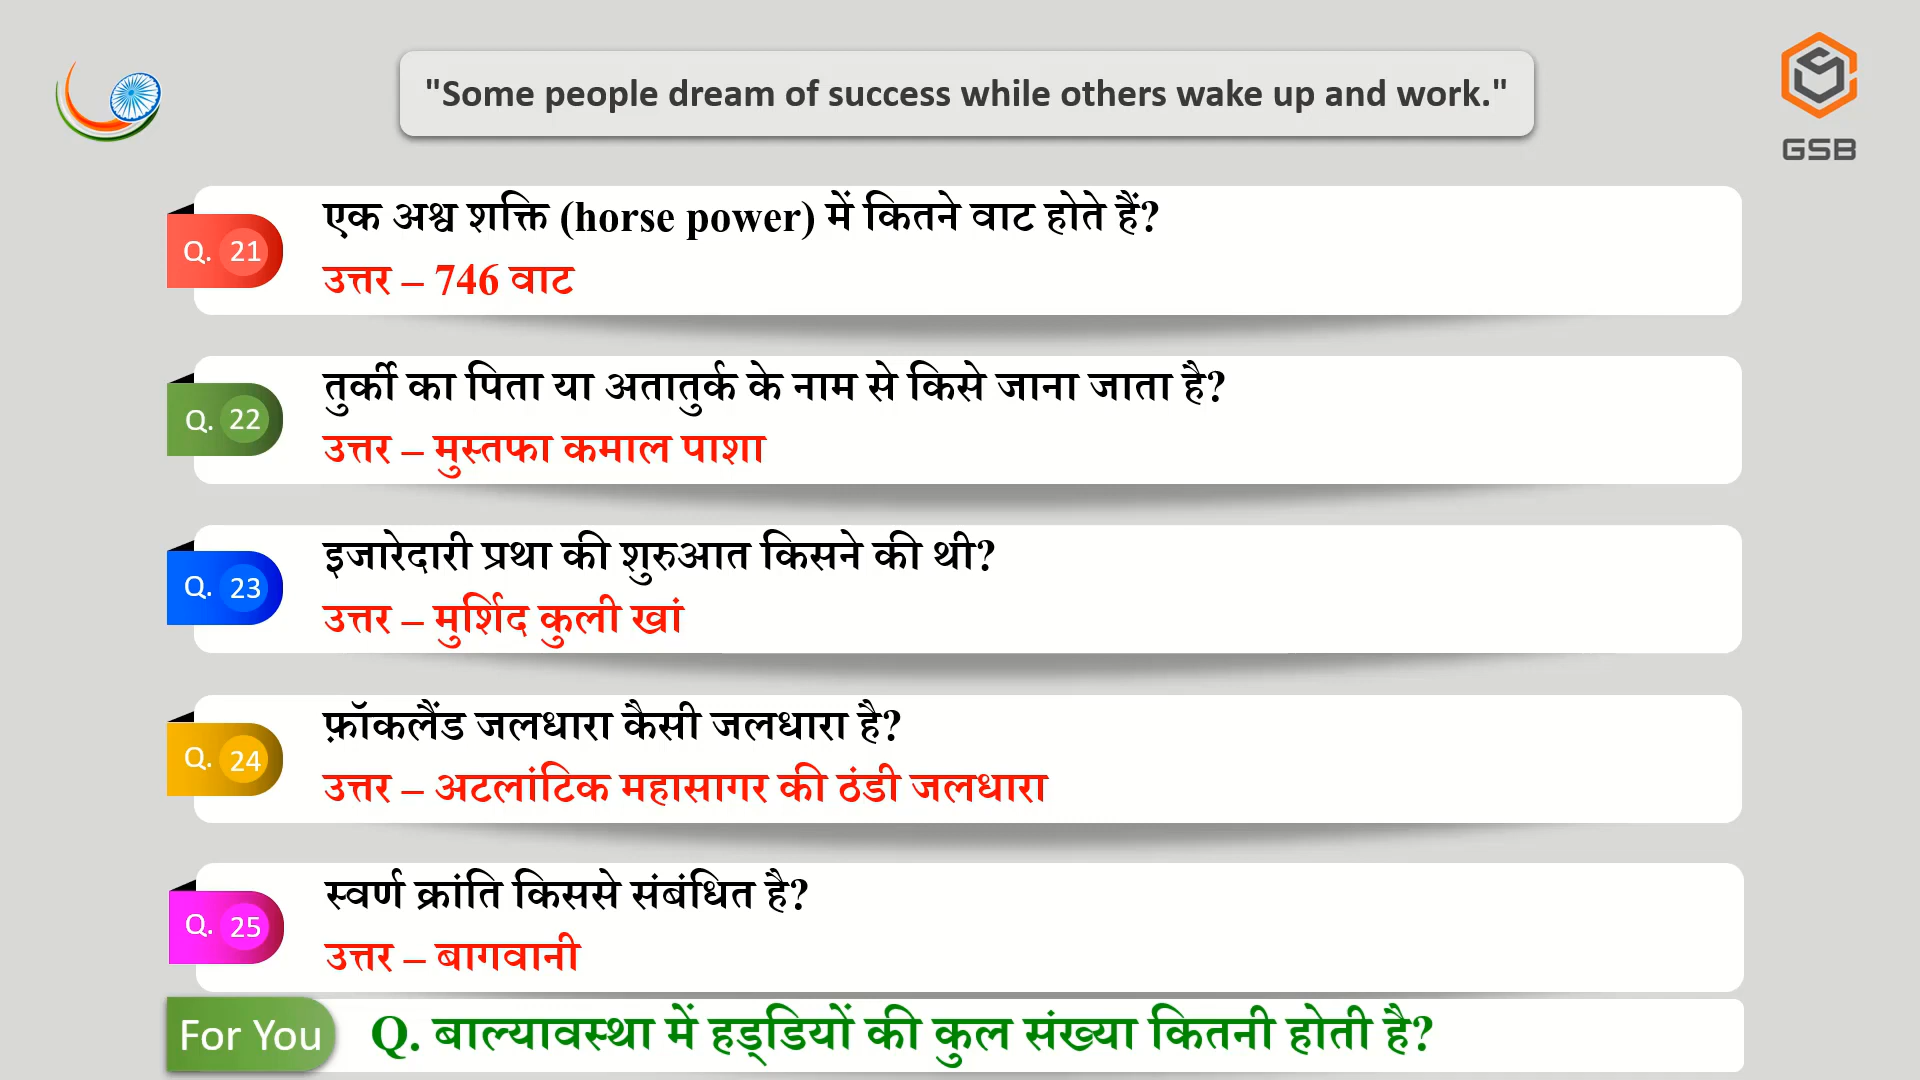 "Some people dream of success while others wake up and work."
GSB
Q. 21
एक अश्व शक्ति (horse power) में कितने वाट होते हैं?
उत्तर – 746 वाट
Q. 22
तुर्की का पिता या अतातुर्क के नाम से किसे जाना जाता है?
उत्तर – मुस्तफा कमाल पाशा
Q. 23
इजारेदारी प्रथा की शुरुआत किसने की थी?
उत्तर – मुर्शिद कुली खां
Q. 24
फ़ॉकलैंड जलधारा कैसी जलधारा है?
उत्तर – अटलांटिक महासागर की ठंडी जलधारा
Q. 25
स्वर्ण क्रांति किससे संबंधित है?
उत्तर – बागवानी
For You
Q. बाल्यावस्था में हड्डियों की कुल संख्या कितनी होती है?